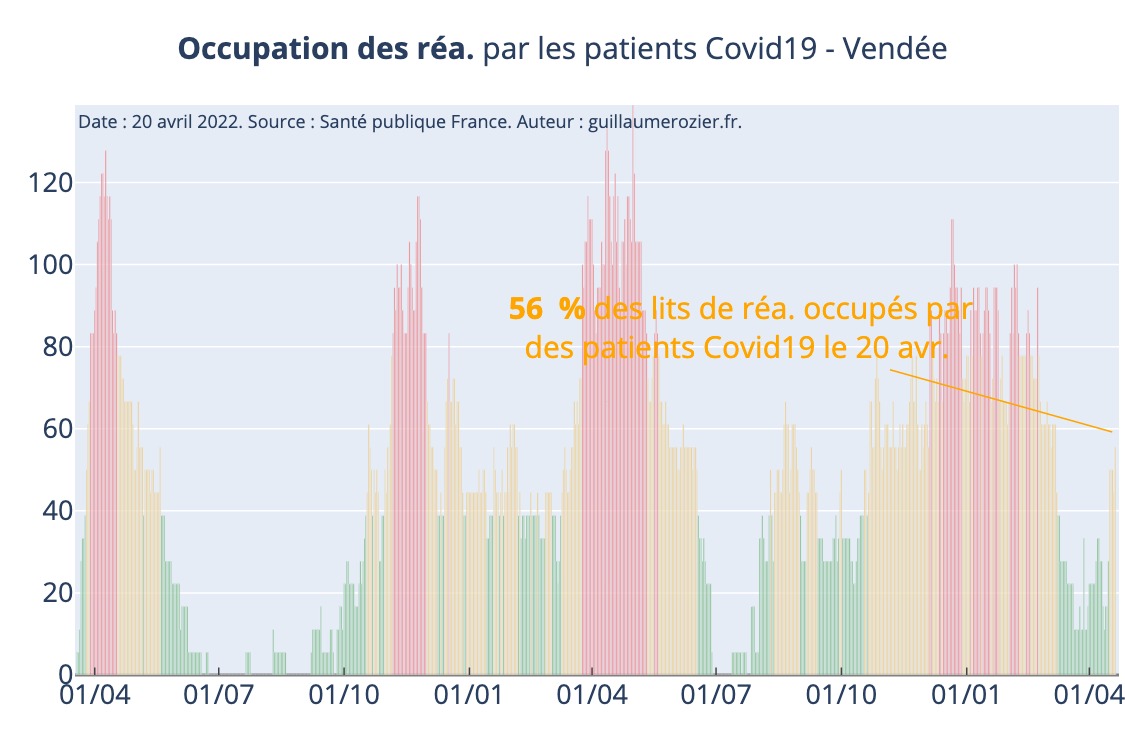 Occupation des réa. par les patients Covid19 - Vendée
Date : 20 avril 2022. Source : Santé publique France. Auteur : guillaumerozier.fr.
120
100
56 % des lits de réa. occupés par
des patients Covid19 le 20 avr.
80
60
40
20
0
01/04 01/07 01/10 01/01 01/04 01/07 01/10 01/01 01/04